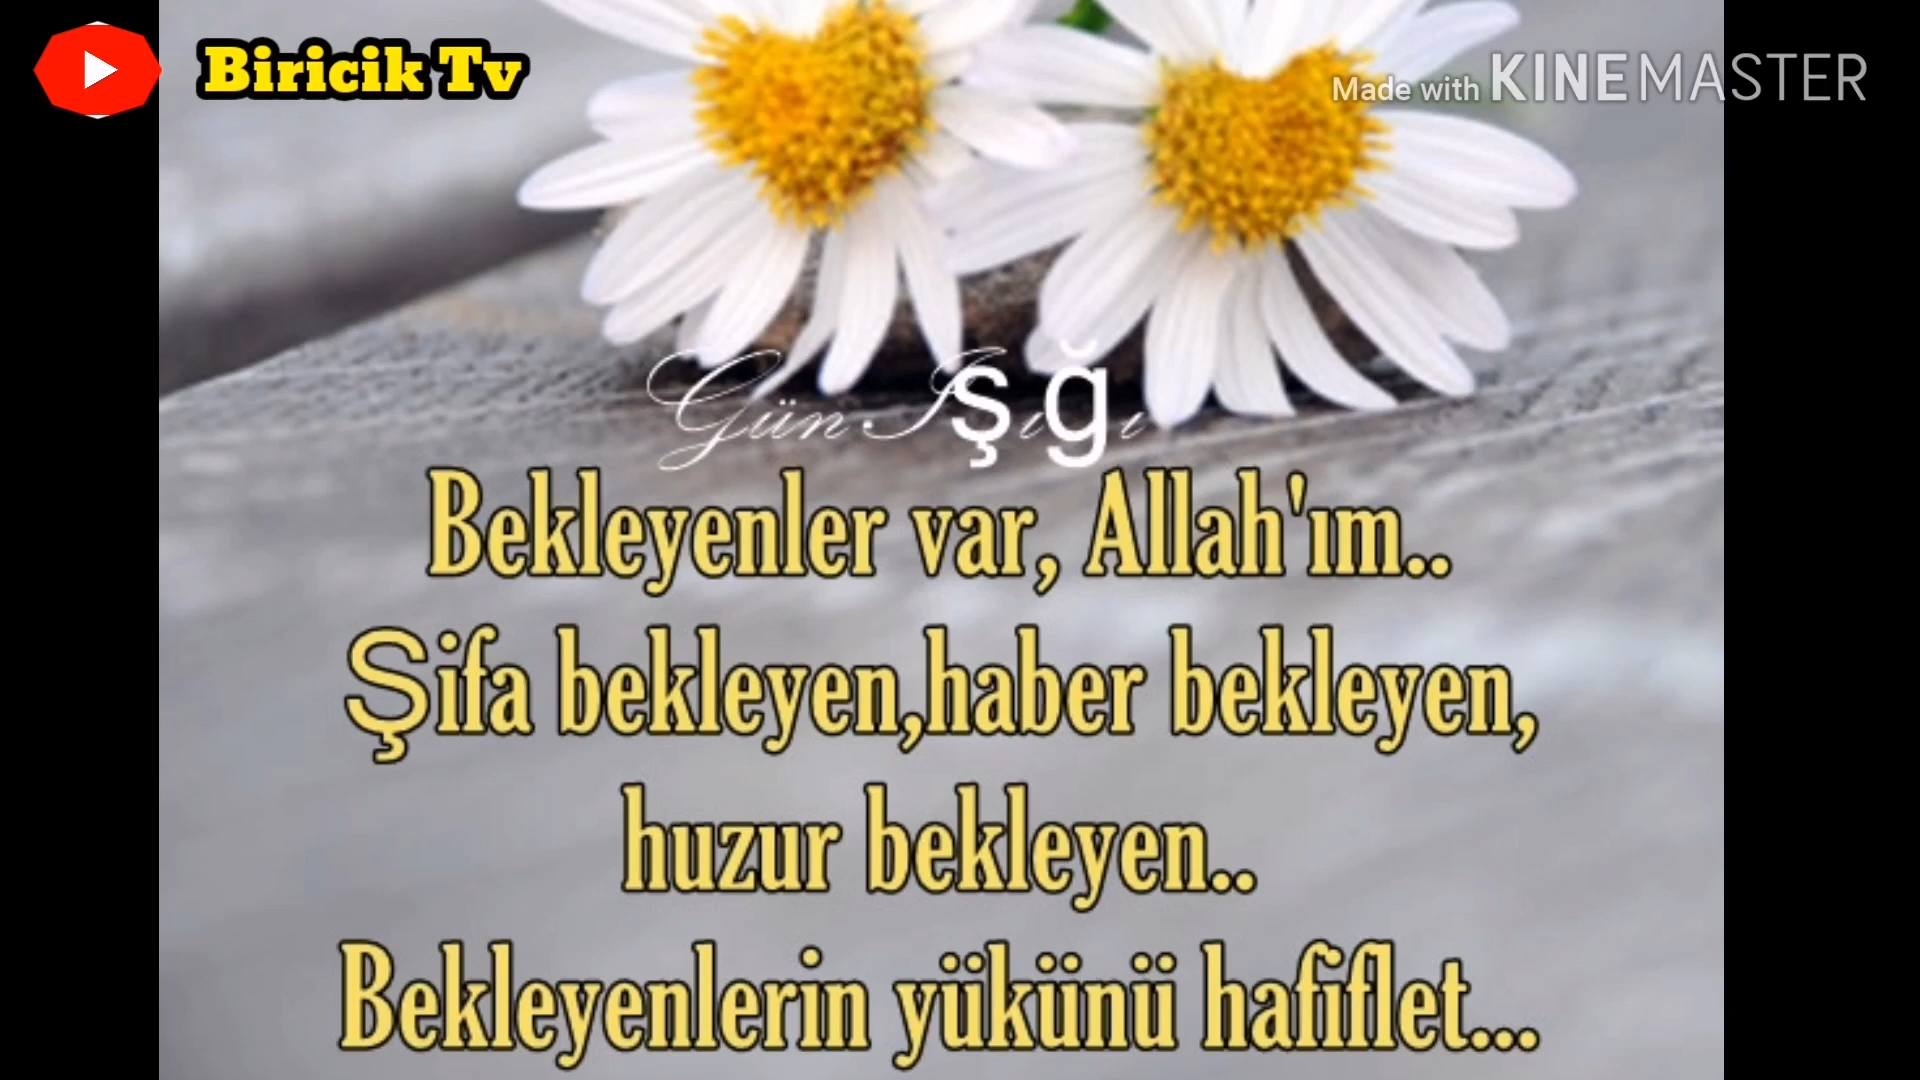 Biricik Tv
Made with KINEMASTER
Gün Işığı
Bekleyenler var, Allah'ım..
Şifa bekleyen,haber bekleyen,
huzur bekleyen..
Bekleyenlerin yükünü hafiflet...